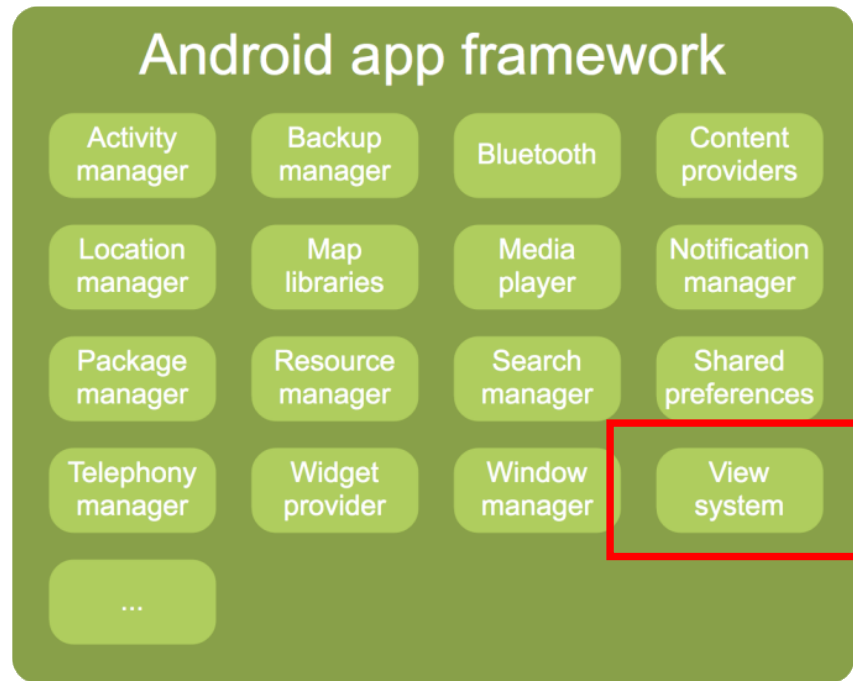 Android app framework
Activity
manager
Backup
manager
Bluetooth
Content
providers
Location
manager
Map
libraries
Media
player
Notification
manager
Package
manager
Resource
manager
Search
manager
Shared
preferences
Telephony
manager
Widget
provider
Window
manager
View
system
...